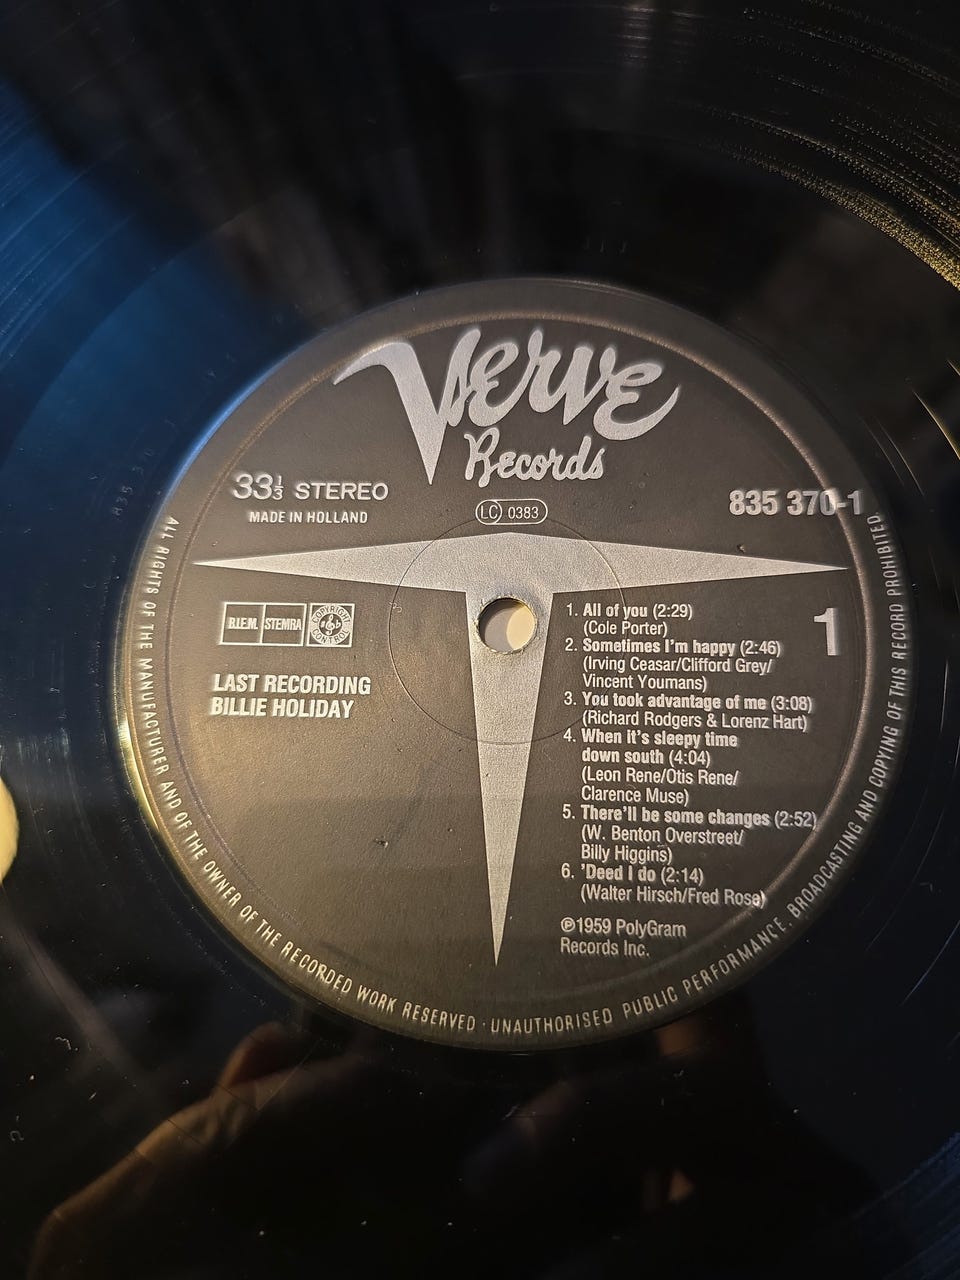 Verve
Records
33⅓ STEREO
MADE IN HOLLAND
LC 0383
835 370-1
B.I.E.M. STEMRA
COPYRIGHT CONTROL
1
LAST RECORDING
BILLIE HOLIDAY
1. All of you (2:29)
(Cole Porter)
2. Sometimes I'm happy (2:46)
(Irving Ceasar/Clifford Grey/
Vincent Youmans)
3. You took advantage of me (3:08)
(Richard Rodgers & Lorenz Hart)
4. When it's sleepy time
down south (4:04)
(Leon Rene/Otis Rene/
Clarence Muse)
5. There'll be some changes (2:52)
(W. Benton Overstreet/
Billy Higgins)
6. 'Deed I do (2:14)
(Walter Hirsch/Fred Rose)
℗1959 PolyGram
Records Inc.
ALL RIGHTS OF THE MANUFACTURER AND OF THE OWNER OF THE RECORDED WORK RESERVED · UNAUTHORISED PUBLIC PERFORMANCE, BROADCASTING AND COPYING OF THIS RECORD PROHIBITED.